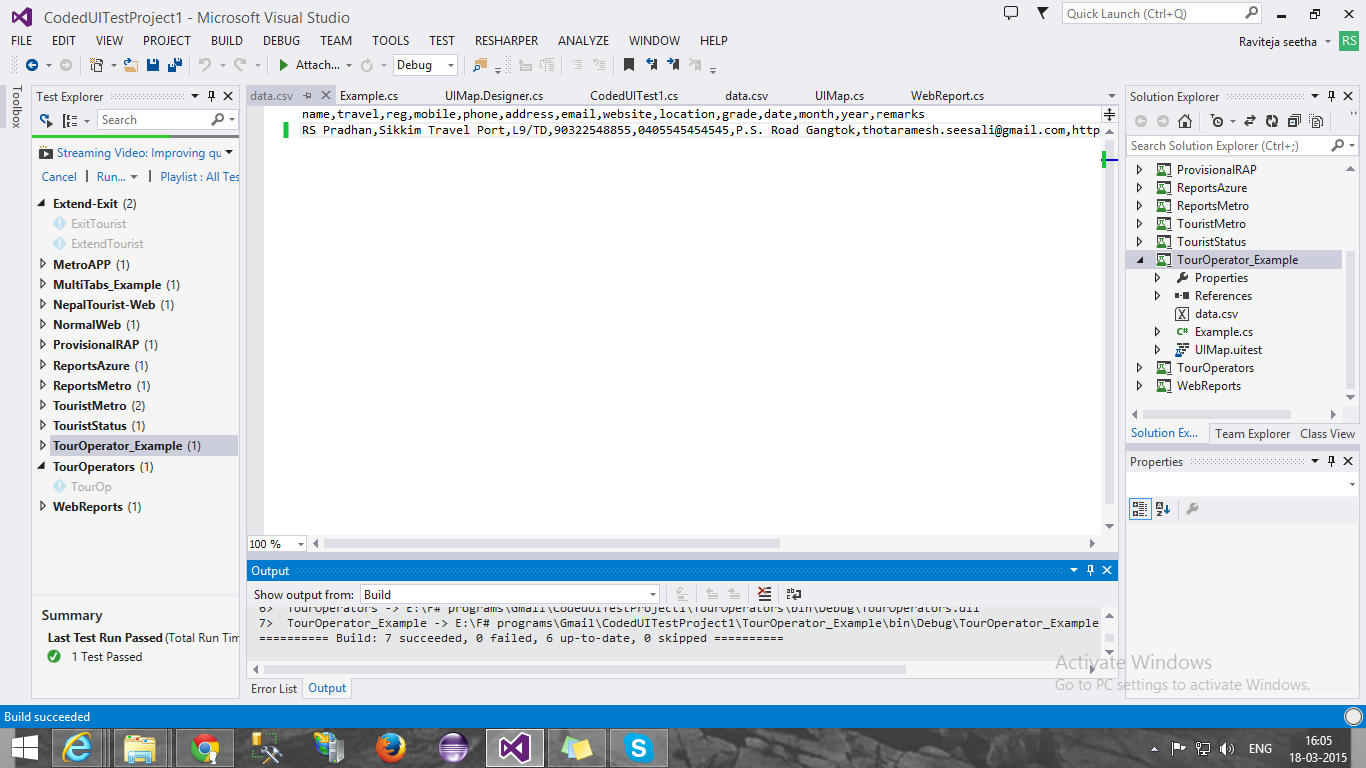 CodedUITestProject1 - Microsoft Visual Studio
Quick Launch (Ctrl+Q)
FILE EDIT VIEW PROJECT BUILD DEBUG TEAM TOOLS TEST RESHARPER ANALYZE WINDOW HELP
Raviteja seetha RS
Attach... Debug
Toolbox
Test Explorer
Search
Streaming Video: Improving qu
Cancel | Run... | Playlist : All Tes
Extend-Exit (2)
ExitTourist
ExtendTourist
MetroAPP (1)
MultiTabs_Example (1)
NepalTourist-Web (1)
NormalWeb (1)
ProvisionalRAP (1)
ReportsAzure (1)
ReportsMetro (1)
TouristMetro (2)
TouristStatus (1)
TourOperator_Example (1)
TourOperators (1)
TourOp
WebReports (1)
Summary
Last Test Run Passed (Total Run Tim
1 Test Passed
data.csv Example.cs UIMap.Designer.cs CodedUITest1.cs data.csv UIMap.cs WebReport.cs
name,travel,reg,mobile,phone,address,email,website,location,grade,date,month,year,remarks
RS Pradhan,Sikkim Travel Port,L9/TD,90322548855,0405545454545,P.S. Road Gangtok,thotaramesh.seesali@gmail.com,http
100 %
Output
Show output from: Build
6> TourOperators -> E:\F# programs\Gmail\CodedUITestProject1\TourOperators\bin\Debug\TourOperators.dll
7> TourOperator_Example -> E:\F# programs\Gmail\CodedUITestProject1\TourOperator_Example\bin\Debug\TourOperator_Example
========== Build: 7 succeeded, 0 failed, 6 up-to-date, 0 skipped ==========
Error List Output
Solution Explorer
Search Solution Explorer (Ctrl+;)
ProvisionalRAP
ReportsAzure
ReportsMetro
TouristMetro
TouristStatus
TourOperator_Example
Properties
References
data.csv
Example.cs
UIMap.uitest
TourOperators
WebReports
Solution Ex... Team Explorer Class View
Properties
Activate Windows
Go to PC settings to activate Windows.
Build succeeded
ENG
16:05
18-03-2015